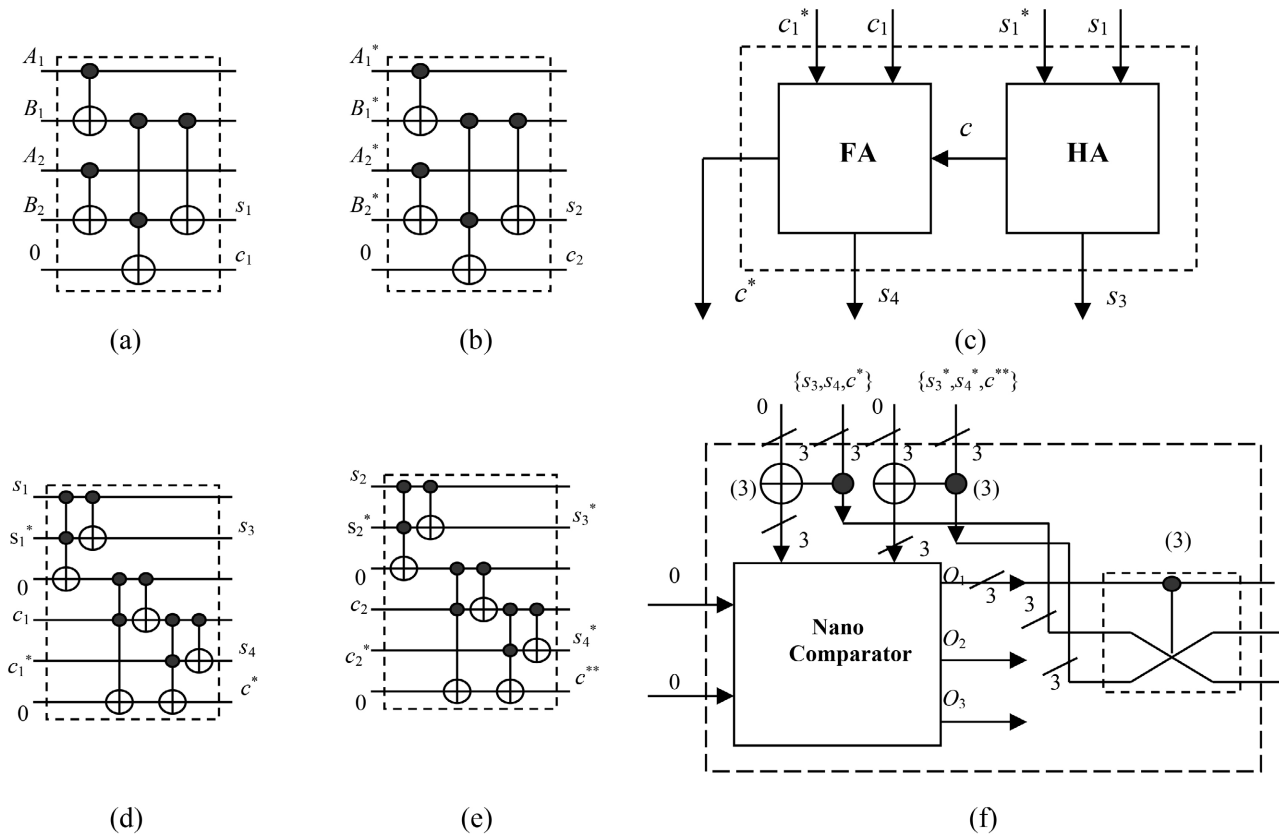 A₁
B₁
A₂
B₂
0
s₁
c₁
(a)
A₁*
B₁*
A₂*
B₂*
0
s₂
c₂
(b)
c₁* c₁ s₁* s₁
FA c HA
c* s₄ s₃
(c)
s₁
s₁*
0
c₁
c₁*
0
s₃
s₄
c*
(d)
s₂
s₂*
0
c₂
c₂*
0
s₃*
s₄*
c**
(e)
{s₃,s₄,c*} {s₃*,s₄*,c**}
0 0
3 3 3 3
(3) (3)
3 3
(3)
0
0
Nano
Comparator
O₁
O₂
O₃
3 3
3
(f)